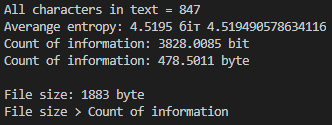 All characters in text = 847
Averange entropy: 4.5195 біт 4.519490578634116
Count of information: 3828.0085 bit
Count of information: 478.5011 byte
File size: 1883 byte
File size > Count of information